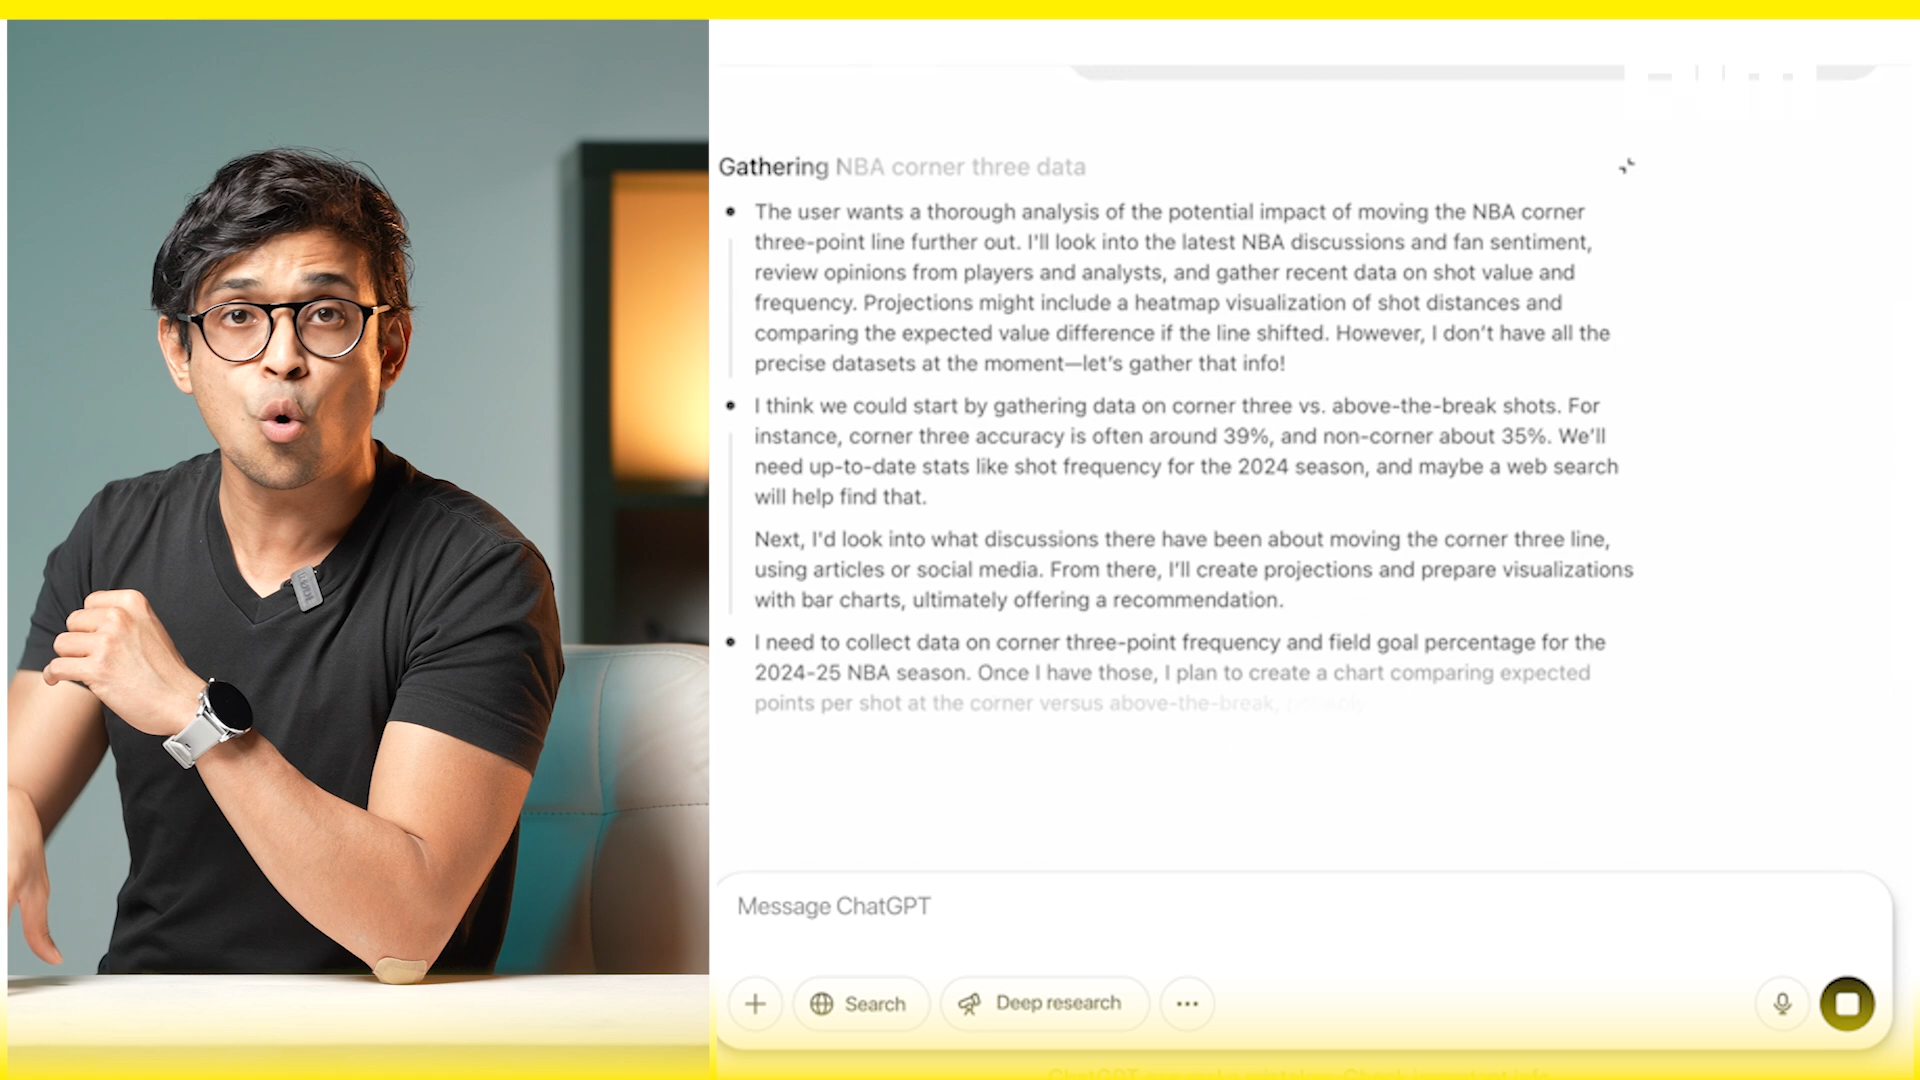 Gathering NBA corner three data
The user wants a thorough analysis of the potential impact of moving the NBA corner
three-point line further out. I'll look into the latest NBA discussions and fan sentiment,
review opinions from players and analysts, and gather recent data on shot value and
frequency. Projections might include a heatmap visualization of shot distances and
comparing the expected value difference if the line shifted. However, I don't have all the
precise datasets at the moment—let's gather that info!
I think we could start by gathering data on corner three vs. above-the-break shots. For
instance, corner three accuracy is often around 39%, and non-corner about 35%. We'll
need up-to-date stats like shot frequency for the 2024 season, and maybe a web search
will help find that.
Next, I'd look into what discussions there have been about moving the corner three line,
using articles or social media. From there, I'll create projections and prepare visualizations
with bar charts, ultimately offering a recommendation.
I need to collect data on corner three-point frequency and field goal percentage for the
2024-25 NBA season. Once I have those, I plan to create a chart comparing expected
points per shot at the corner versus above-the-break,
Message ChatGPT
Search
Deep research